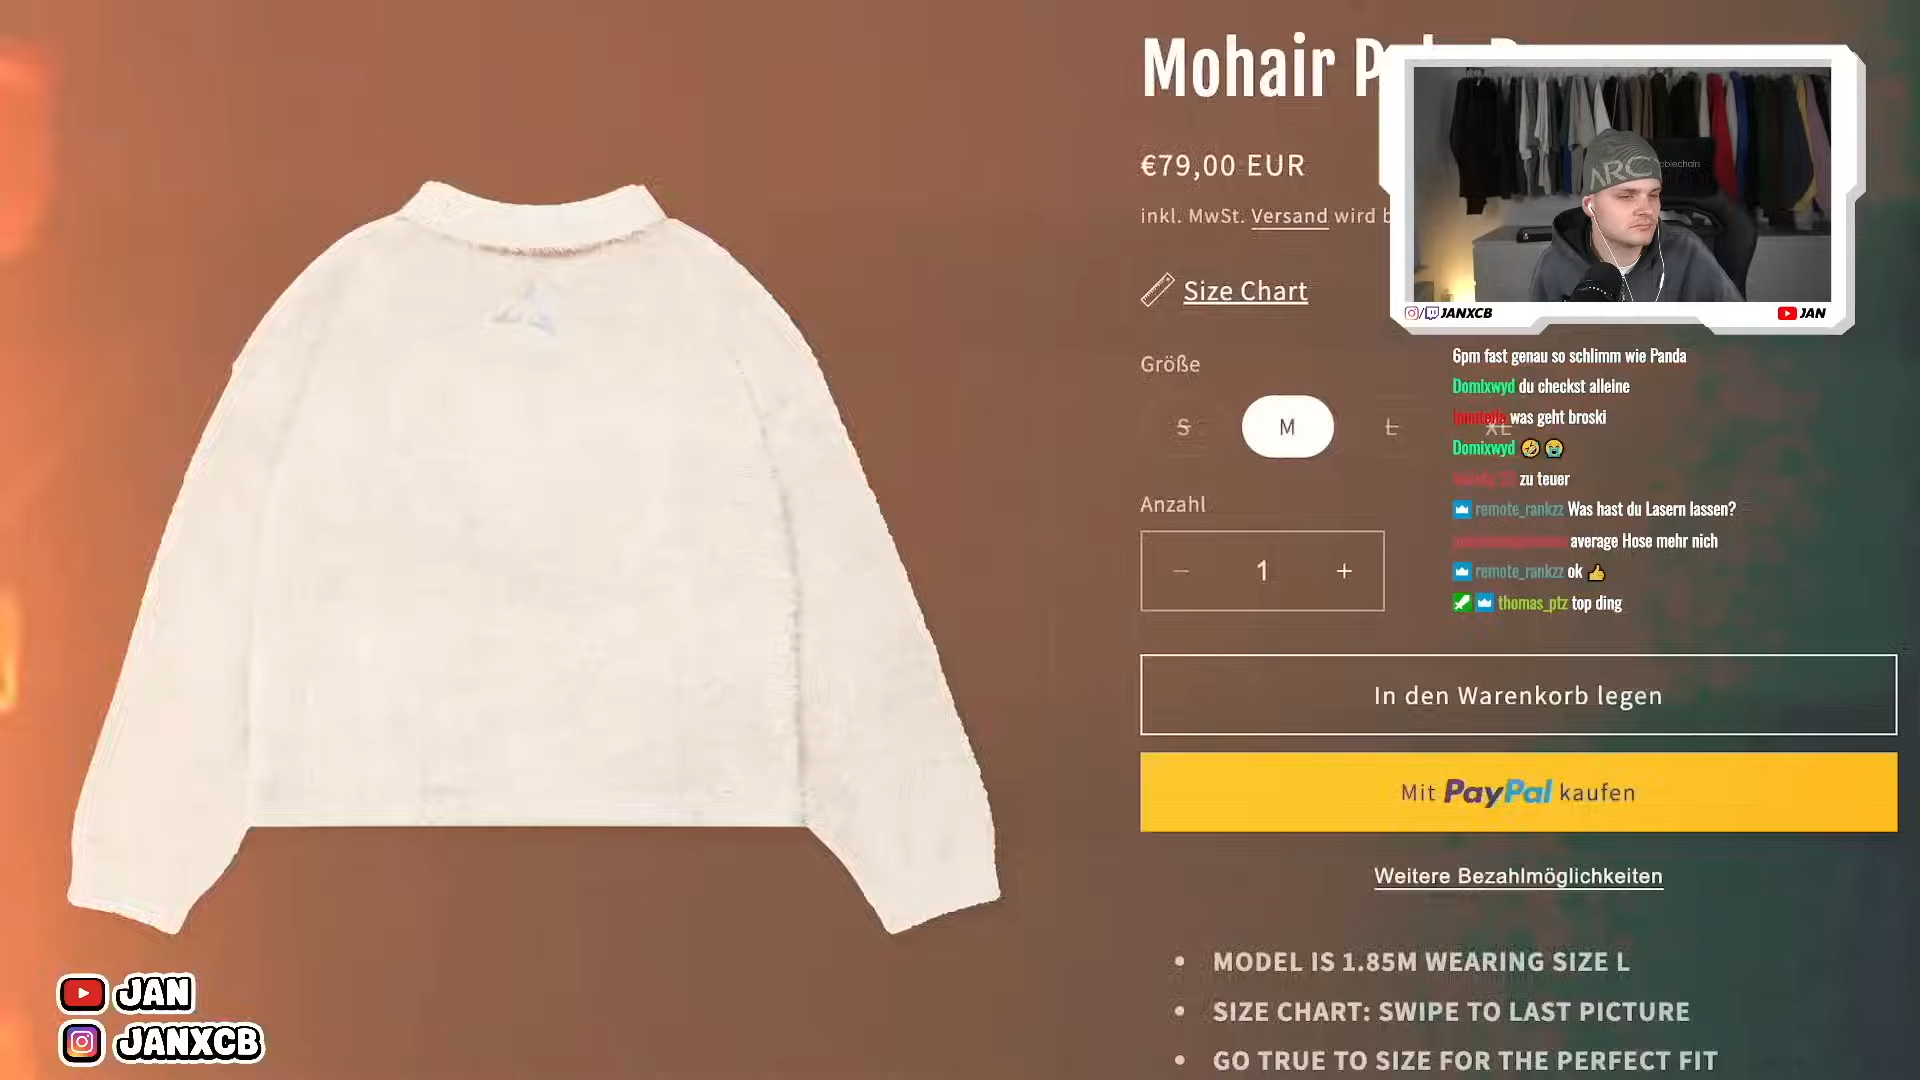 Mohair
€79,00 EUR
inkl. MwSt. Versand wird
Size Chart
Größe
S
M
L
XL
Anzahl
1
In den Warenkorb legen
Mit PayPal kaufen
Weitere Bezahlmöglichkeiten
MODEL IS 1.85M WEARING SIZE L
SIZE CHART: SWIPE TO LAST PICTURE
GO TRUE TO SIZE FOR THE PERFECT FIT
ARC
JANXCB
JAN
6pm fast genau so schlimm wie Panda
Domixwyd du checkst alleine
was geht broski
Domixwyd 🤣 😭
zu teuer
remote_rankzz Was hast du Lasern lassen?
average Hose mehr nich
remote_rankzz ok 👍
thomas_ptz top ding
JAN
JANXCB